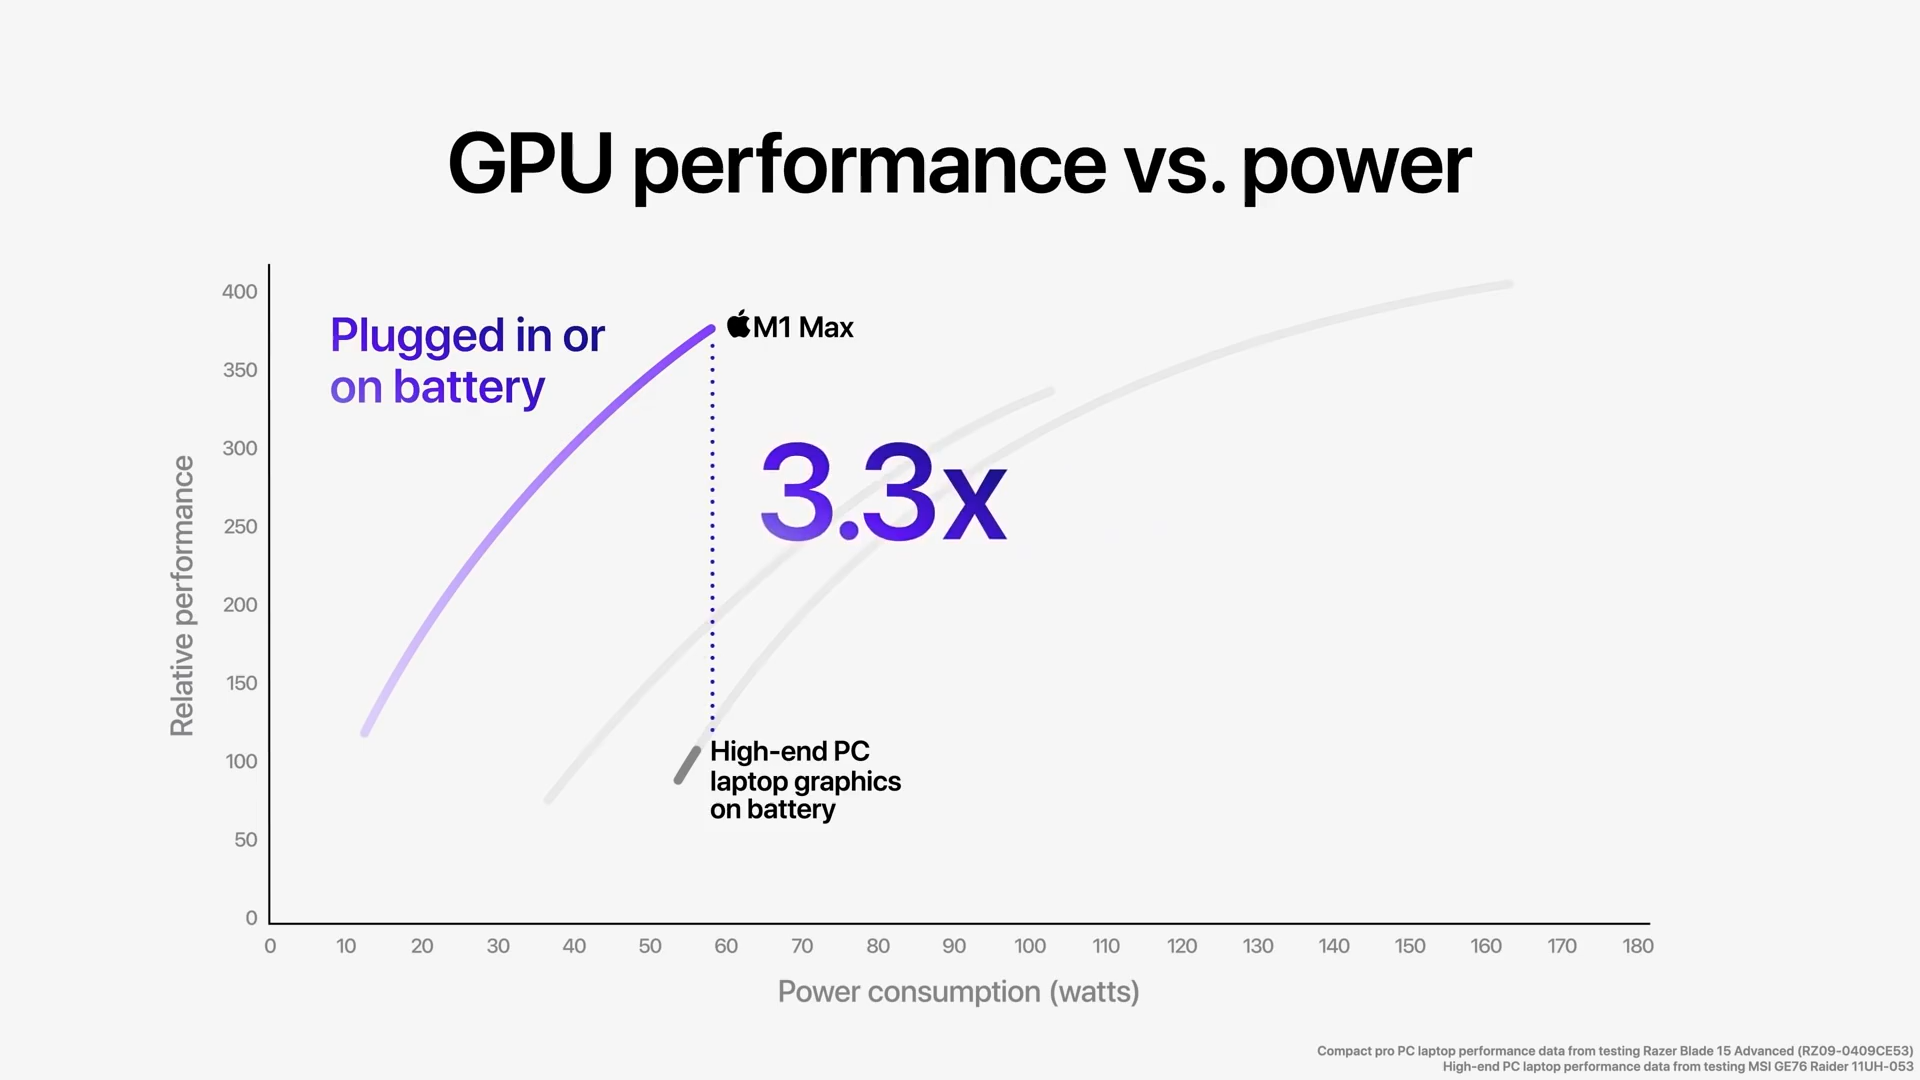 GPU performance vs. power
Plugged in or
on battery
M1 Max
3.3x
High-end PC
laptop graphics
on battery
Relative performance
400
350
300
250
200
150
100
50
0
0 10 20 30 40 50 60 70 80 90 100 110 120 130 140 150 160 170 180
Power consumption (watts)
Compact pro PC laptop performance data from testing Razer Blade 15 Advanced (RZ09-0409CE53)
High-end PC laptop performance data from testing MSI GE76 Raider 11UH-053